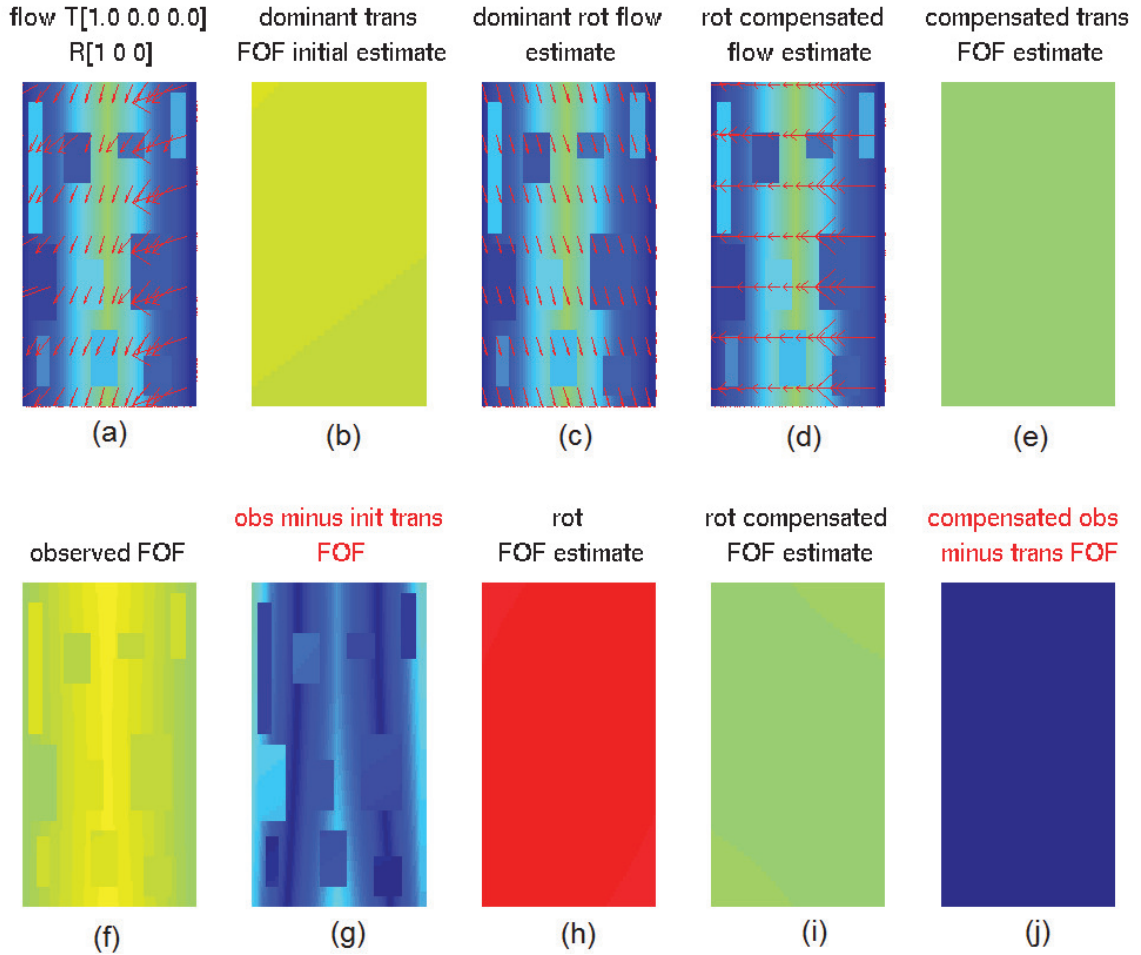 flow T[1.0 0.0 0.0]
R[1 0 0]
dominant trans
FOF initial estimate
dominant rot flow
estimate
rot compensated
flow estimate
compensated trans
FOF estimate
(a)
(b)
(c)
(d)
(e)
observed FOF
obs minus init trans
FOF
rot
FOF estimate
rot compensated
FOF estimate
compensated obs
minus trans FOF
(f)
(g)
(h)
(i)
(j)